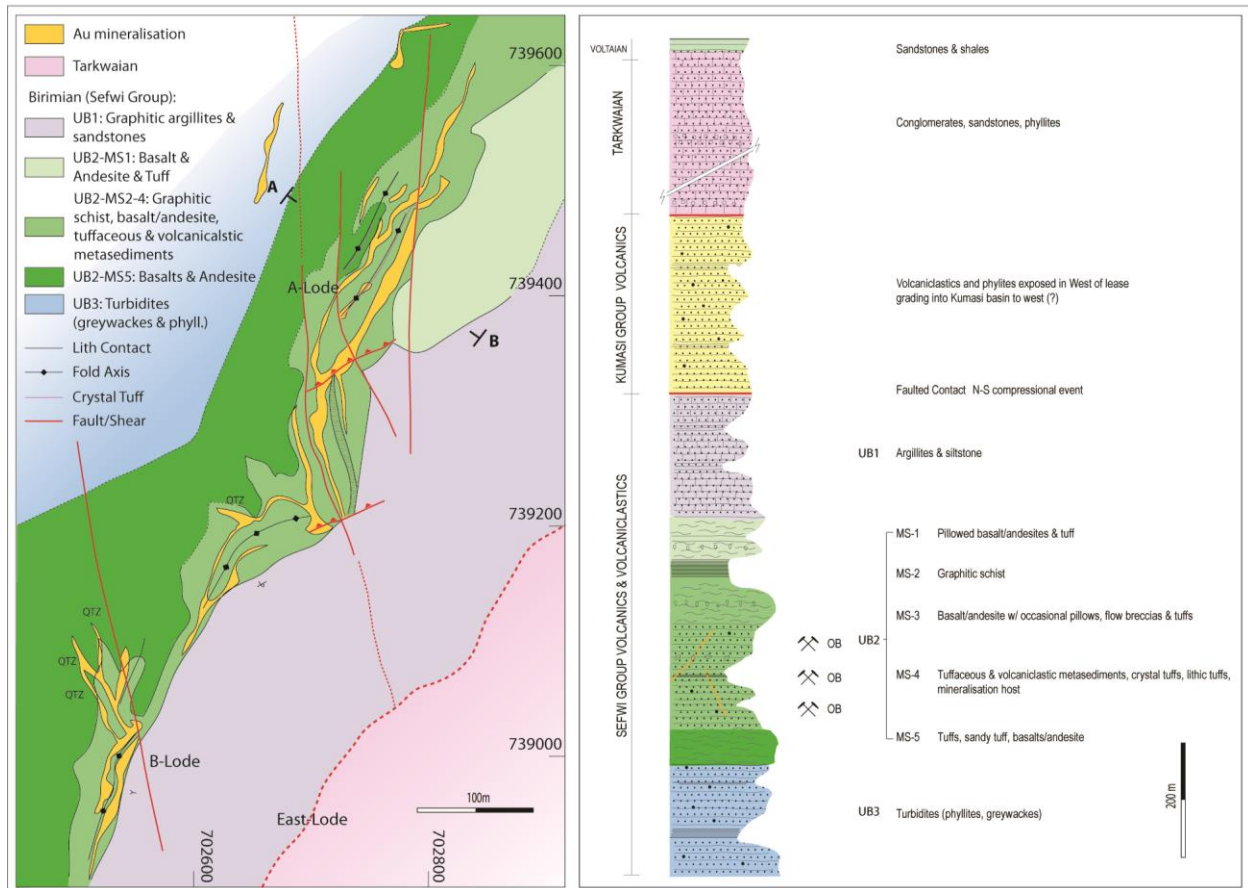 Au mineralisation
Tarkwaian
Birimian (Sefwi Group):
UB1: Graphitic argillites &
sandstones
UB2-MS1: Basalt &
Andesite & Tuff
UB2-MS2-4: Graphitic
schist, basalt/andesite,
tuffaceous & volcanicalstic
metasediments
UB2-MS5: Basalts & Andesite
UB3: Turbidites
(greywackes & phyll.)
Lith Contact
Fold Axis
Crystal Tuff
Fault/Shear
739600
A
A-Lode
739400
B
QTZ
739200
QTZ
QTZ
QTZ
B-Lode
739000
100m
East-Lode
702600
702800
VOLTAIAN
Sandstones & shales
TARKWAIAN
Conglomerates, sandstones, phyllites
KUMASI GROUP VOLCANICS
Volcaniclastics and phylites exposed in West of lease
grading into Kumasi basin to west (?)
Faulted Contact N-S compressional event
SEFWI GROUP VOLCANICS & VOLCANICLASTICS
UB1 Argillites & siltstone
MS-1 Pillowed basalt/andesites & tuff
MS-2 Graphitic schist
MS-3 Basalt/andesite w/ occasional pillows, flow breccias & tuffs
OB UB2
OB MS-4 Tuffaceous & volcaniclastic metasediments, crystal tuffs, lithic tuffs,
mineralisation host
OB
MS-5 Tuffs, sandy tuff, basalts/andesite
200 m
UB3 Turbidites (phyllites, greywackes)